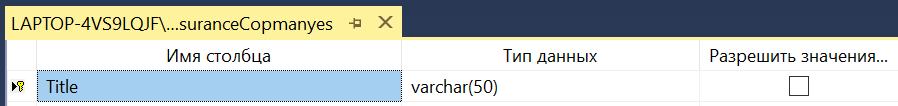 LAPTOP-4VS9LQJF\...suranceCopmanyes
Имя столбца Тип данных Разрешить значения...
Title varchar(50)